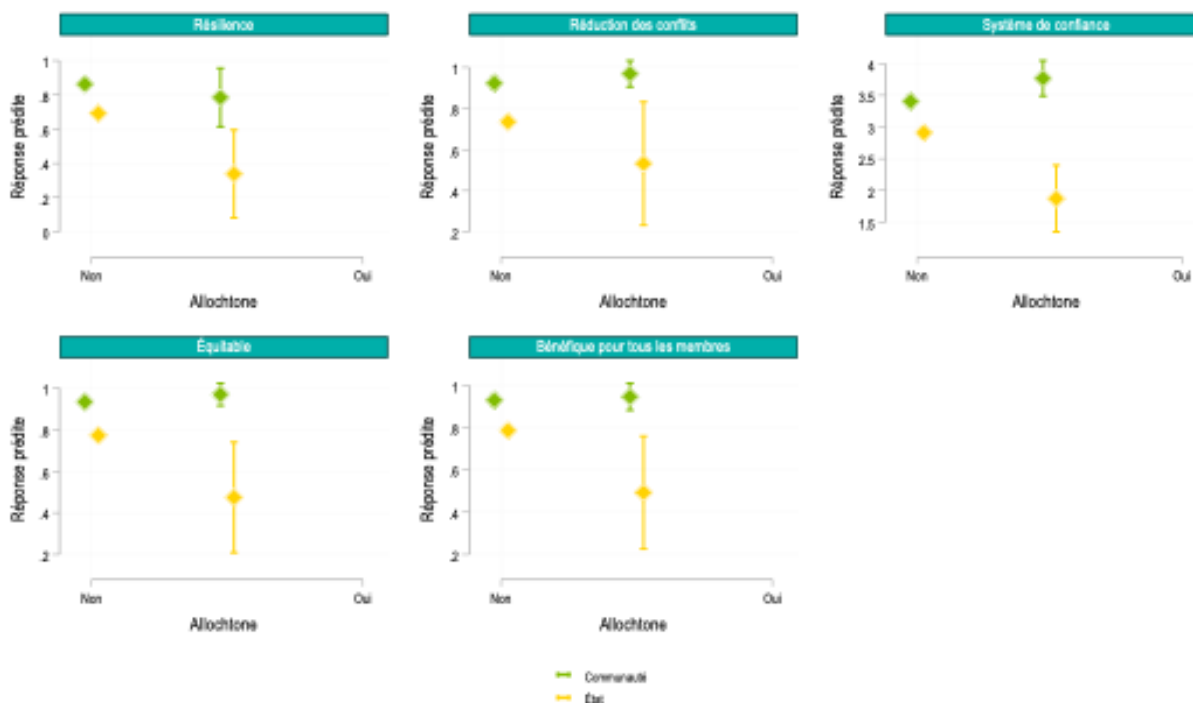 Résilience
Réduction des conflits
Système de confiance
Réponse prédite
1
.8
.6
.4
.2
0
Non
Oui
Allochtone
Réponse prédite
1
.8
.6
.4
.2
Non
Oui
Allochtone
Réponse prédite
4
3.5
3
2.5
2
1.5
Non
Oui
Allochtone
Équitable
Bénéfique pour tous les membres
Réponse prédite
1
.8
.6
.4
.2
Non
Oui
Allochtone
Réponse prédite
1
.8
.6
.4
.2
Non
Oui
Allochtone
Communauté
État